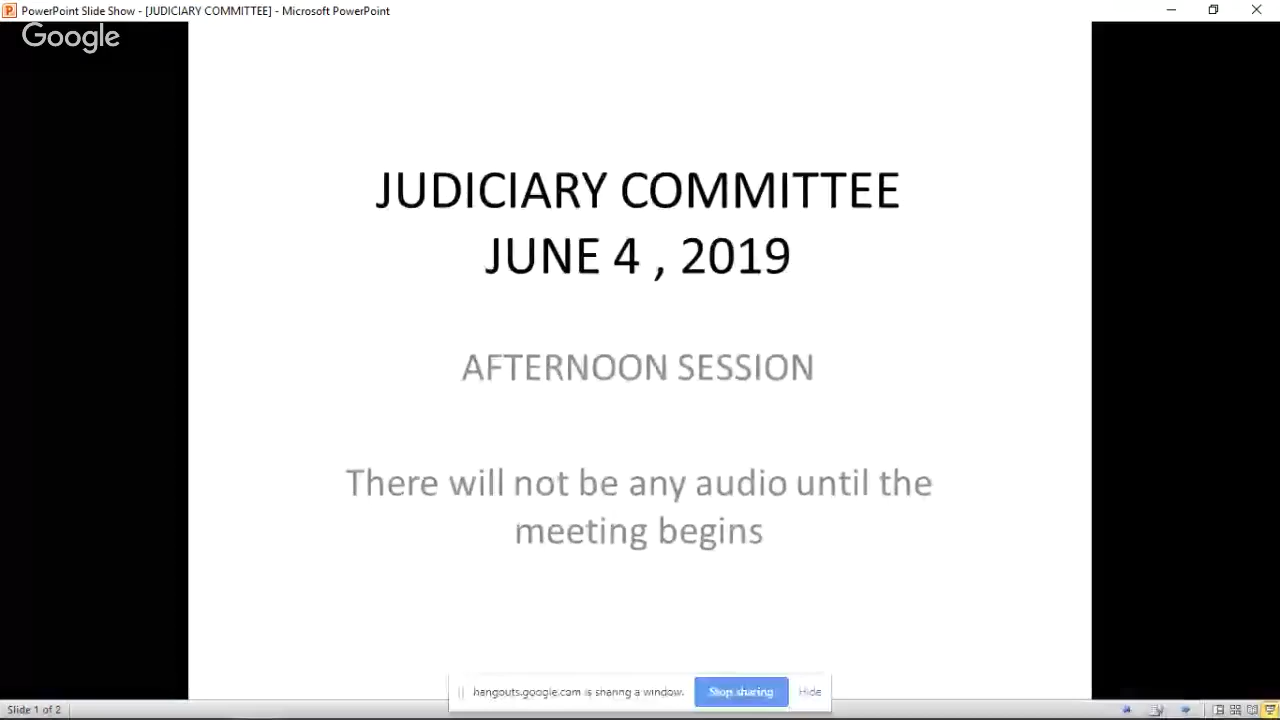 PowerPoint Slide Show - [JUDICIARY COMMITTEE] - Microsoft PowerPoint
Google
JUDICIARY COMMITTEE
JUNE 4 , 2019
AFTERNOON SESSION
There will not be any audio until the
meeting begins
hangouts.google.com is sharing a window.
Stop sharing
Hide
Slide 1 of 2